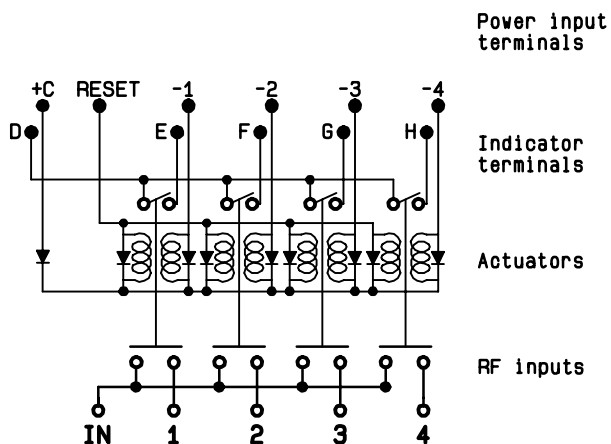 Power input
terminals
+C RESET -1 -2 -3 -4
D E F G H
Indicator
terminals
Actuators
RF inputs
IN 1 2 3 4